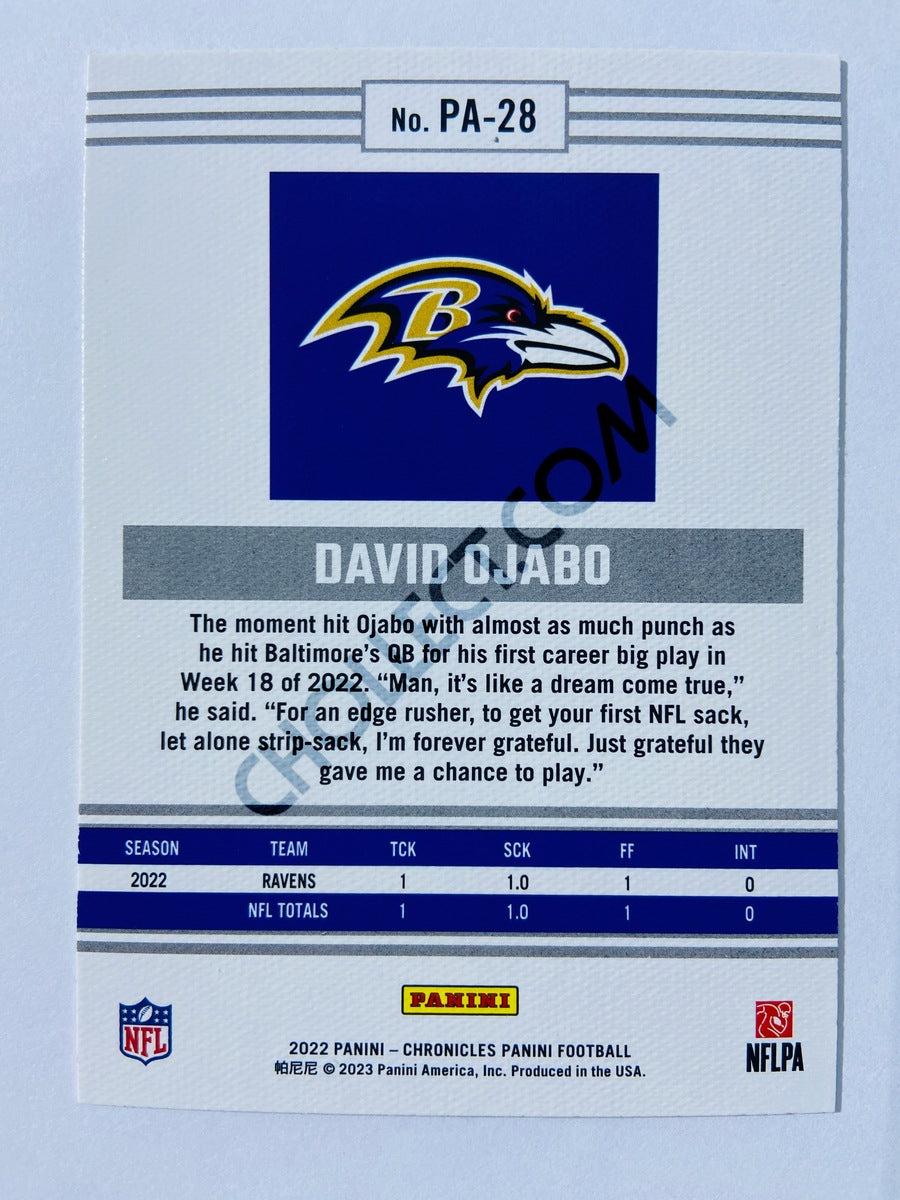 No. PA-28
B
DAVID OJABO
The moment hit Ojabo with almost as much punch as
he hit Baltimore's QB for his first career big play in
Week 18 of 2022. “Man, it's like a dream come true,”
he said. “For an edge rusher, to get your first NFL sack,
let alone strip-sack, I'm forever grateful. Just grateful they
gave me a chance to play.”
CHOLLECT.COM
SEASON TEAM TCK SCK FF INT
2022 RAVENS 1 1.0 1 0
NFL TOTALS 1 1.0 1 0
PANINI
NFL
NFLPA
2022 PANINI – CHRONICLES PANINI FOOTBALL
帕尼尼 © 2023 Panini America, Inc. Produced in the USA.